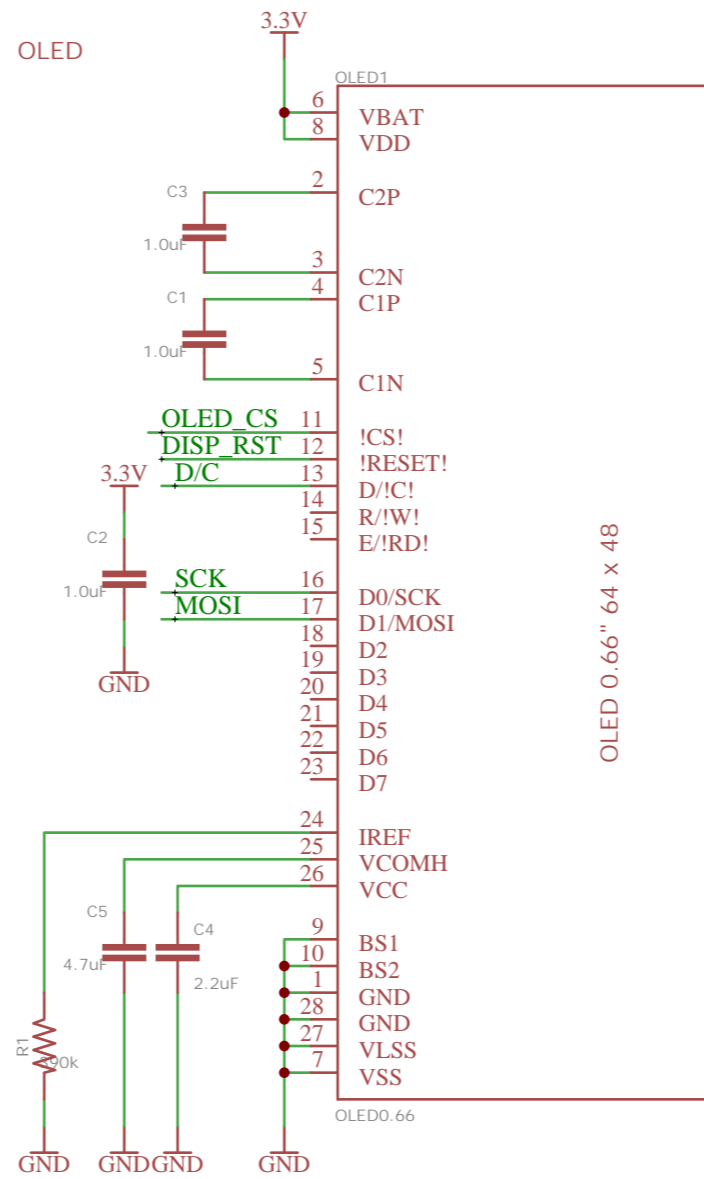 3.3V
OLED
OLED1
6 VBAT
8 VDD
2 C2P
C3
1.0uF
3 C2N
4 C1P
C1
1.0uF
5 C1N
OLED_CS 11 !CS!
DISP_RST 12 !RESET!
D/C 13 D/!C!
3.3V
14 R/!W!
15 E/!RD!
C2
1.0uF
SCK 16 D0/SCK
MOSI 17 D1/MOSI
18 D2
19 D3
GND
20 D4
21 D5
22 D6
23 D7
OLED 0.66" 64 x 48
24 IREF
25 VCOMH
26 VCC
C5
4.7uF
C4
2.2uF
9 BS1
10 BS2
1 GND
28 GND
27 VLSS
7 VSS
R1
390k
OLED0.66
GND
GND
GND
GND